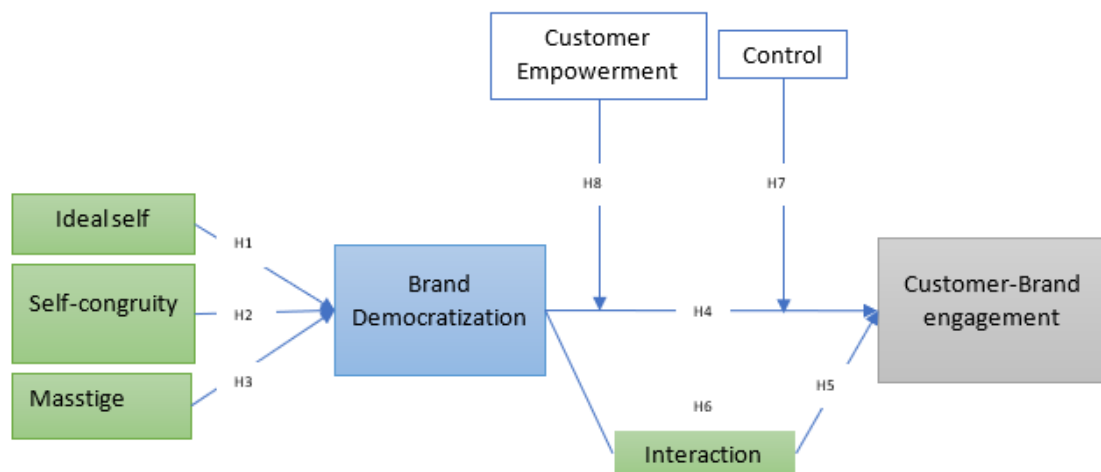 Customer
Empowerment
Control
H8
H7
Ideal self
H1
Self-congruity
H2
Masstige
H3
Brand
Democratization
H4
Customer-Brand
engagement
H5
H6
Interaction